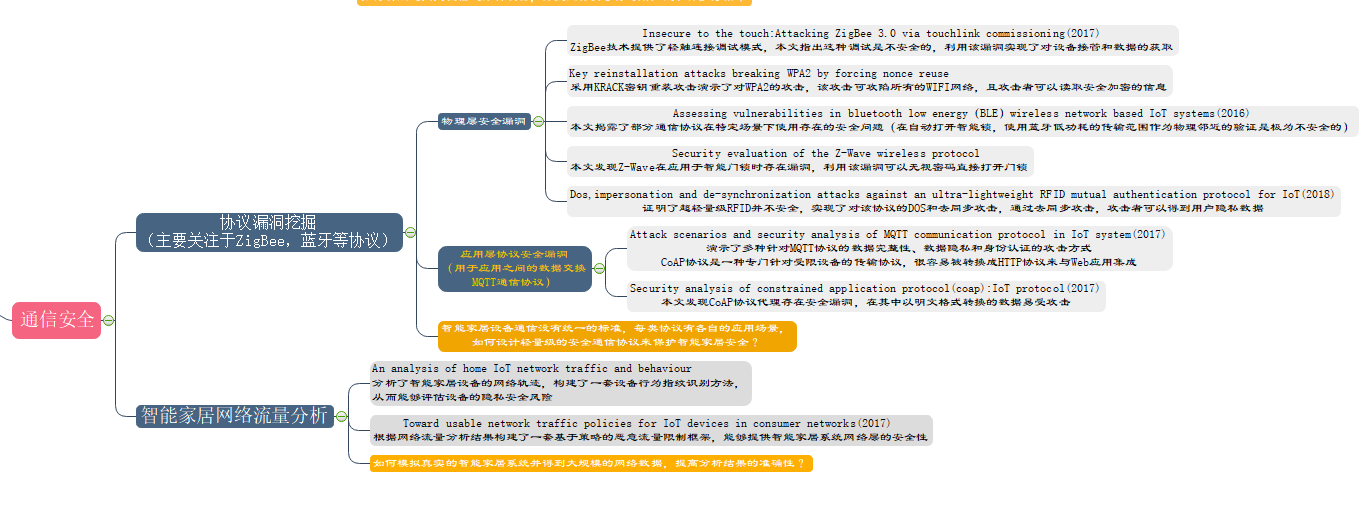 通信安全
协议漏洞挖掘
（主要关注于ZigBee，蓝牙等协议）
物理层安全漏洞
Insecure to the touch:Attacking ZigBee 3.0 via touchlink commissioning(2017)
ZigBee技术提供了轻触连接调试模式，本文指出这种调试是不安全的，利用该漏洞实现了对设备接管和数据的获取
Key reinstallation attacks breaking WPA2 by forcing nonce reuse
采用KRACK密钥重装攻击演示了对WPA2的攻击，该攻击可攻陷所有的WIFI网络，且攻击者可以读取安全加密的信息
Assessing vulnerabilities in bluetooth low energy (BLE) wireless network based IoT systems(2016)
本文揭露了部分通信协议在特定场景下使用存在的安全问题（在自动打开智能锁，使用蓝牙低功耗的传输范围作为物理邻近的验证是极为不安全的）
Security evaluation of the Z-Wave wireless protocol
本文发现Z-Wave在应用于智能门锁时存在漏洞，利用该漏洞可以无视密码直接打开门锁
Dos,impersonation and de-synchronization attacks against an ultra-lightweight RFID mutual authentication protocol for IoT(2018)
证明了超轻量级RFID并不安全，实现了对该协议的DOS和去同步攻击，通过去同步攻击，攻击者可以得到用户隐私数据
应用层协议安全漏洞
（用于应用之间的数据交换
MQTT通信协议）
Attack scenarios and security analysis of MQTT communication protocol in IoT system(2017)
演示了多种针对MQTT协议的数据完整性、数据隐私和身份认证的攻击方式
CoAP协议是一种专门针对受限设备的传输协议，很容易被转换成HTTP协议来与Web应用集成
Security analysis of constrained application protocol(coap):IoT protocol(2017)
本文发现CoAP协议代理存在安全漏洞，在其中以明文格式转换的数据易受攻击
智能家居设备通信没有统一的标准，每类协议有各自的应用场景，
如何设计轻量级的安全通信协议来保护智能家居安全？
智能家居网络流量分析
An analysis of home IoT network traffic and behaviour
分析了智能家居设备的网络轨迹，构建了一套设备行为指纹识别方法，
从而能够评估设备的隐私安全风险
Toward usable network traffic policies for IoT devices in consumer networks(2017)
根据网络流量分析结果构建了一套基于策略的恶意流量限制框架，能够提供智能家居系统网络层的安全性
如何模拟真实的智能家居系统并得到大规模的网络数据，提高分析结果的准确性？